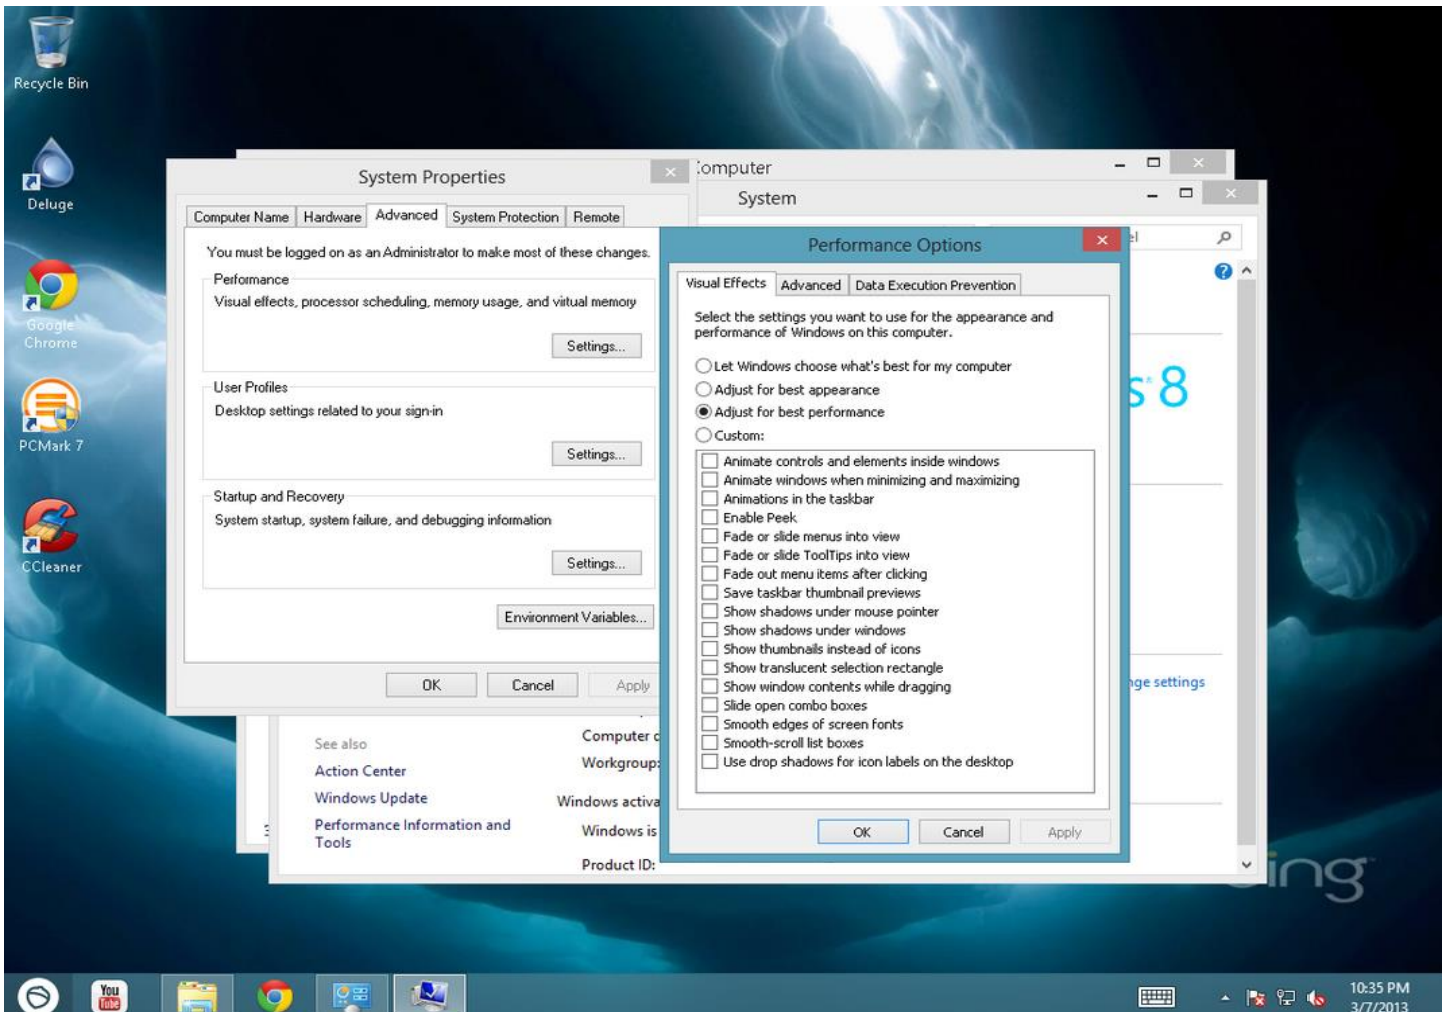 Recycle Bin
Deluge
Google
Chrome
PCMark 7
CCleaner
Computer
System
8
?
nge settings
See also
Action Center
Windows Update
Performance Information and
Tools
Computer
Workgroup:
Windows
Windows is
Product ID:
System Properties
Computer Name
Hardware
Advanced
System Protection
Remote
You must be logged on as an Administrator to make most of these changes.
Performance
Visual effects, processor scheduling, memory usage, and virtual memory
Settings...
User Profiles
Desktop settings related to your sign-in
Settings...
Startup and Recovery
System startup, system failure, and debugging information
Settings...
Environment Variables...
OK
Cancel
Apply
Performance Options
Visual Effects
Advanced
Data Execution Prevention
Select the settings you want to use for the appearance and
performance of Windows on this computer.
Let Windows choose what's best for my computer
Adjust for best appearance
Adjust for best performance
Custom:
Animate controls and elements inside windows
Animate windows when minimizing and maximizing
Animations in the taskbar
Enable Peek
Fade or slide menus into view
Fade or slide ToolTips into view
Fade out menu items after clicking
Save taskbar thumbnail previews
Show shadows under mouse pointer
Show shadows under windows
Show thumbnails instead of icons
Show translucent selection rectangle
Show window contents while dragging
Slide open combo boxes
Smooth edges of screen fonts
Smooth-scroll list boxes
Use drop shadows for icon labels on the desktop
OK
Cancel
Apply
ing
You
Tube
10:35 PM
3/7/2013